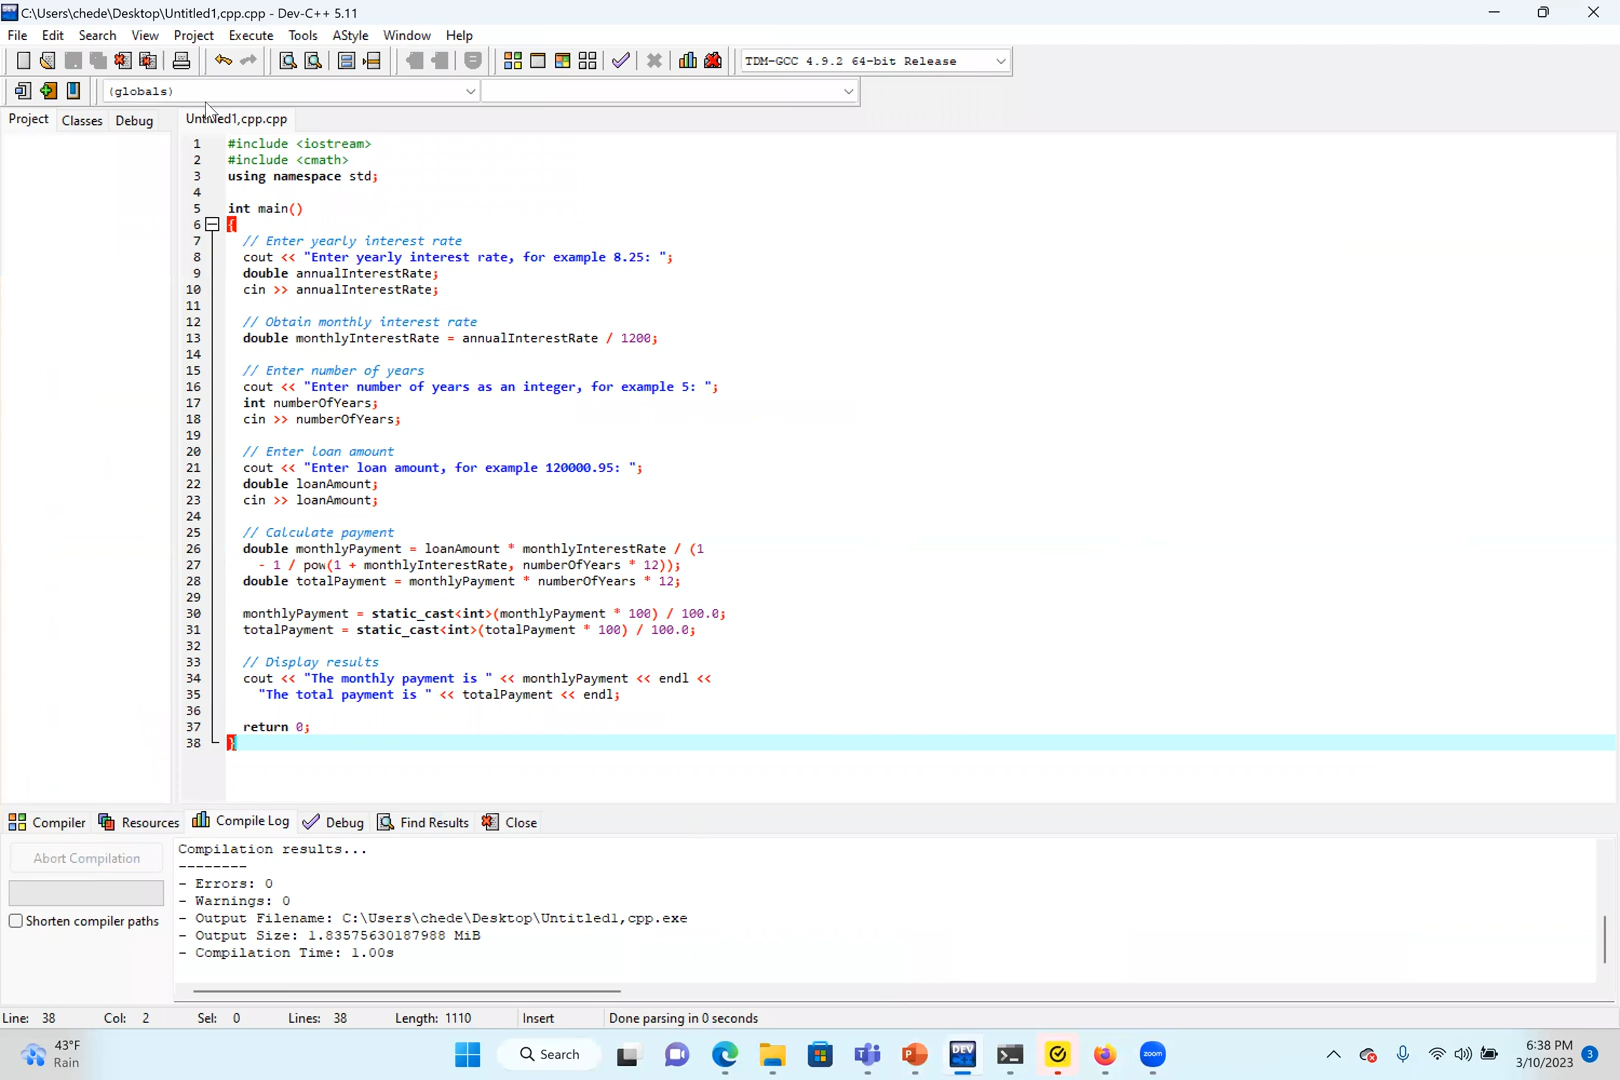 C:\Users\chede\Desktop\Untitled1,cpp.cpp - Dev-C++ 5.11
File Edit Search View Project Execute Tools AStyle Window Help
TDM-GCC 4.9.2 64-bit Release
(globals)
Project Classes Debug Untitled1,cpp.cpp
1 #include <iostream>
2 #include <cmath>
3 using namespace std;
4
5 int main()
6 {
7 // Enter yearly interest rate
8 cout << "Enter yearly interest rate, for example 8.25: ";
9 double annualInterestRate;
10 cin >> annualInterestRate;
11
12 // Obtain monthly interest rate
13 double monthlyInterestRate = annualInterestRate / 1200;
14
15 // Enter number of years
16 cout << "Enter number of years as an integer, for example 5: ";
17 int numberOfYears;
18 cin >> numberOfYears;
19
20 // Enter loan amount
21 cout << "Enter loan amount, for example 120000.95: ";
22 double loanAmount;
23 cin >> loanAmount;
24
25 // Calculate payment
26 double monthlyPayment = loanAmount * monthlyInterestRate / (1
27 - 1 / pow(1 + monthlyInterestRate, numberOfYears * 12));
28 double totalPayment = monthlyPayment * numberOfYears * 12;
29
30 monthlyPayment = static_cast<int>(monthlyPayment * 100) / 100.0;
31 totalPayment = static_cast<int>(totalPayment * 100) / 100.0;
32
33 // Display results
34 cout << "The monthly payment is " << monthlyPayment << endl <<
35 "The total payment is " << totalPayment << endl;
36
37 return 0;
38 }
Compiler Resources Compile Log Debug Find Results Close
Abort Compilation
Shorten compiler paths
Compilation results...
--------
- Errors: 0
- Warnings: 0
- Output Filename: C:\Users\chede\Desktop\Untitled1,cpp.exe
- Output Size: 1.83575630187988 MiB
- Compilation Time: 1.00s
Line: 38 Col: 2 Sel: 0 Lines: 38 Length: 1110 Insert Done parsing in 0 seconds
43°F
Rain
Search
DEV
zoom
6:38 PM
3/10/2023
3